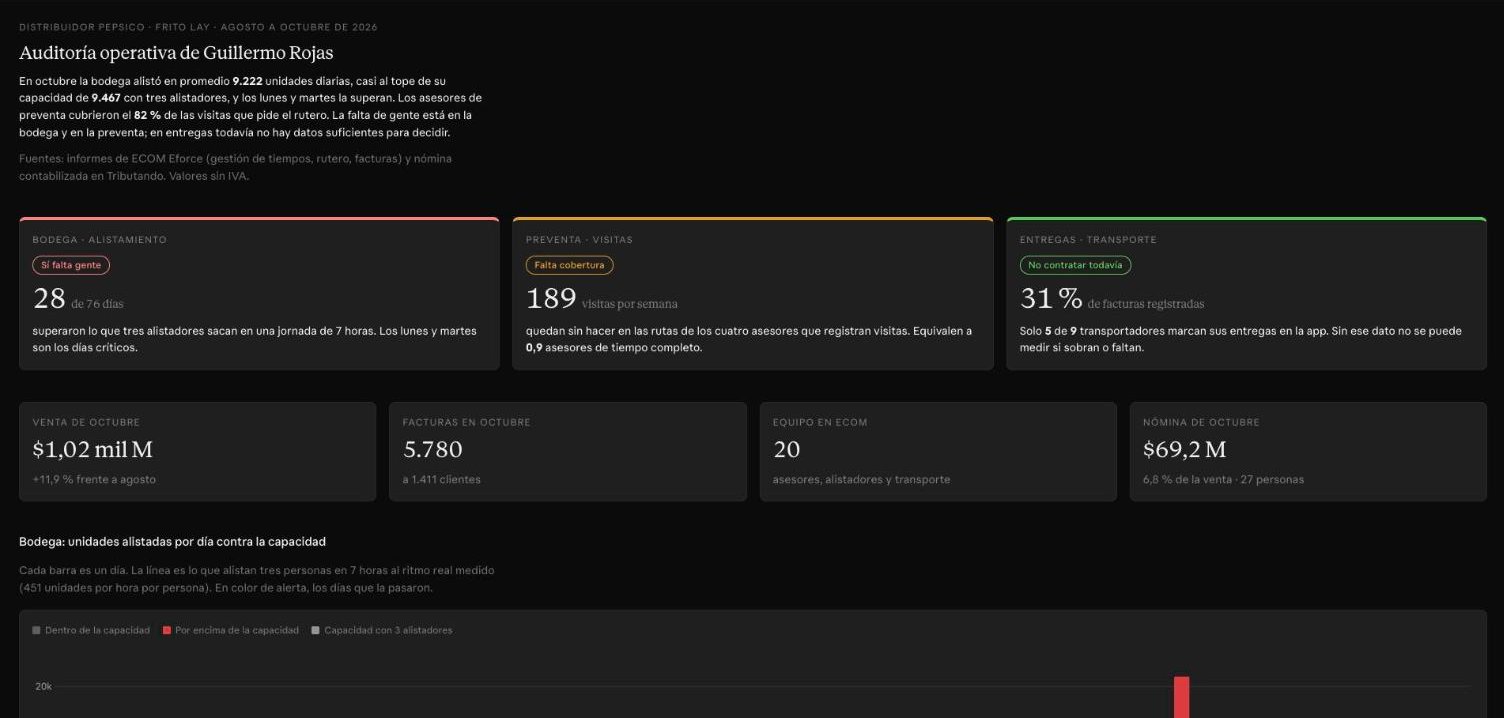 DISTRIBUIDOR PEPSICO · FRITO LAY · AGOSTO A OCTUBRE DE 2026
Auditoría operativa de Guillermo Rojas
En octubre la bodega alistó en promedio 9.222 unidades diarias, casi al tope de su
capacidad de 9.467 con tres alistadores, y los lunes y martes la superan. Los asesores de
preventa cubrieron el 82 % de las visitas que pide el rutero. La falta de gente está en la
bodega y en la preventa; en entregas todavía no hay datos suficientes para decidir.
Fuentes: informes de ECOM Eforce (gestión de tiempos, rutero, facturas) y nómina
contabilizada en Tributando. Valores sin IVA.
BODEGA · ALISTAMIENTO
Sí falta gente
28 de 76 días
superaron lo que tres alistadores sacan en una jornada de 7 horas. Los lunes y martes
son los días críticos.
PREVENTA · VISITAS
Falta cobertura
189 visitas por semana
quedan sin hacer en las rutas de los cuatro asesores que registran visitas. Equivalen a
0,9 asesores de tiempo completo.
ENTREGAS · TRANSPORTE
No contratar todavía
31 % de facturas registradas
Solo 5 de 9 transportadores marcan sus entregas en la app. Sin ese dato no se puede
medir si sobran o faltan.
VENTA DE OCTUBRE
$1,02 mil M
+11,9 % frente a agosto
FACTURAS EN OCTUBRE
5.780
a 1.411 clientes
EQUIPO EN ECOM
20
asesores, alistadores y transporte
NÓMINA DE OCTUBRE
$69,2 M
6,8 % de la venta · 27 personas
Bodega: unidades alistadas por día contra la capacidad
Cada barra es un día. La línea es lo que alistan tres personas en 7 horas al ritmo real medido
(451 unidades por hora por persona). En color de alerta, los días que la pasaron.
Dentro de la capacidad
Por encima de la capacidad
Capacidad con 3 alistadores
20k